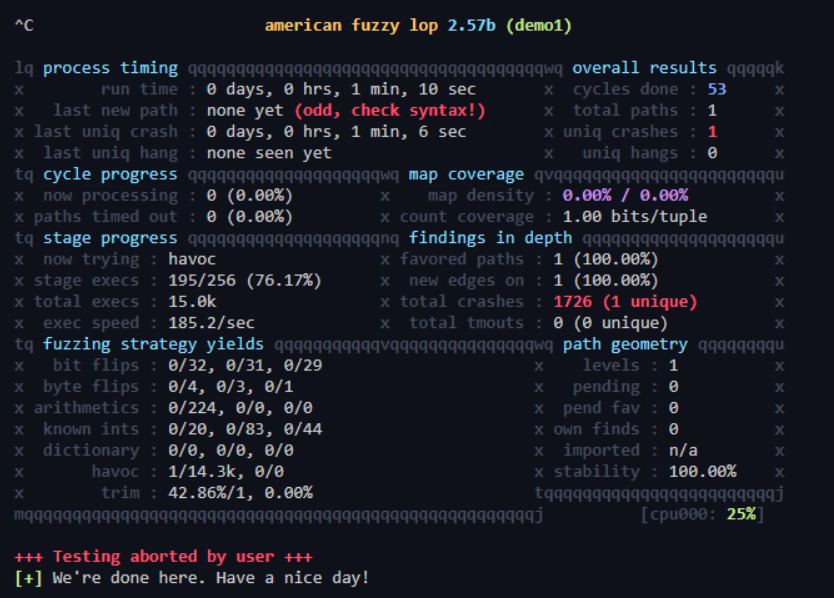 ^C american fuzzy lop 2.57b (demo1)
lq process timing qqqqqqqqqqqqqqqqqqqqqqqqqqqqqqqqqqqqqwq overall results qqqqqk
x run time : 0 days, 0 hrs, 1 min, 10 sec x cycles done : 53 x
x last new path : none yet (odd, check syntax!) x total paths : 1 x
x last uniq crash : 0 days, 0 hrs, 1 min, 6 sec x uniq crashes : 1 x
x last uniq hang : none seen yet x uniq hangs : 0 x
tq cycle progress qqqqqqqqqqqqqqqqqqqqwq map coverage qvqqqqqqqqqqqqqqqqqqqqqqqu
x now processing : 0 (0.00%) x map density : 0.00% / 0.00% x
x paths timed out : 0 (0.00%) x count coverage : 1.00 bits/tuple x
tq stage progress qqqqqqqqqqqqqqqqqqqqnq findings in depth qqqqqqqqqqqqqqqqqqqqu
x now trying : havoc x favored paths : 1 (100.00%) x
x stage execs : 195/256 (76.17%) x new edges on : 1 (100.00%) x
x total execs : 15.0k x total crashes : 1726 (1 unique) x
x exec speed : 185.2/sec x total tmouts : 0 (0 unique) x
tq fuzzing strategy yields qqqqqqqqqqqvqqqqqqqqqqqqqqqwq path geometry qqqqqqqqu
x bit flips : 0/32, 0/31, 0/29 x levels : 1 x
x byte flips : 0/4, 0/3, 0/1 x pending : 0 x
x arithmetics : 0/224, 0/0, 0/0 x pend fav : 0 x
x known ints : 0/20, 0/83, 0/44 x own finds : 0 x
x dictionary : 0/0, 0/0, 0/0 x imported : n/a x
x havoc : 1/14.3k, 0/0 x stability : 100.00% x
x trim : 42.86%/1, 0.00% tqqqqqqqqqqqqqqqqqqqqqqqqj
mqqqqqqqqqqqqqqqqqqqqqqqqqqqqqqqqqqqqqqqqqqqqqqqqqqqqqj [cpu000: 25%]
+++ Testing aborted by user +++
[+] We're done here. Have a nice day!